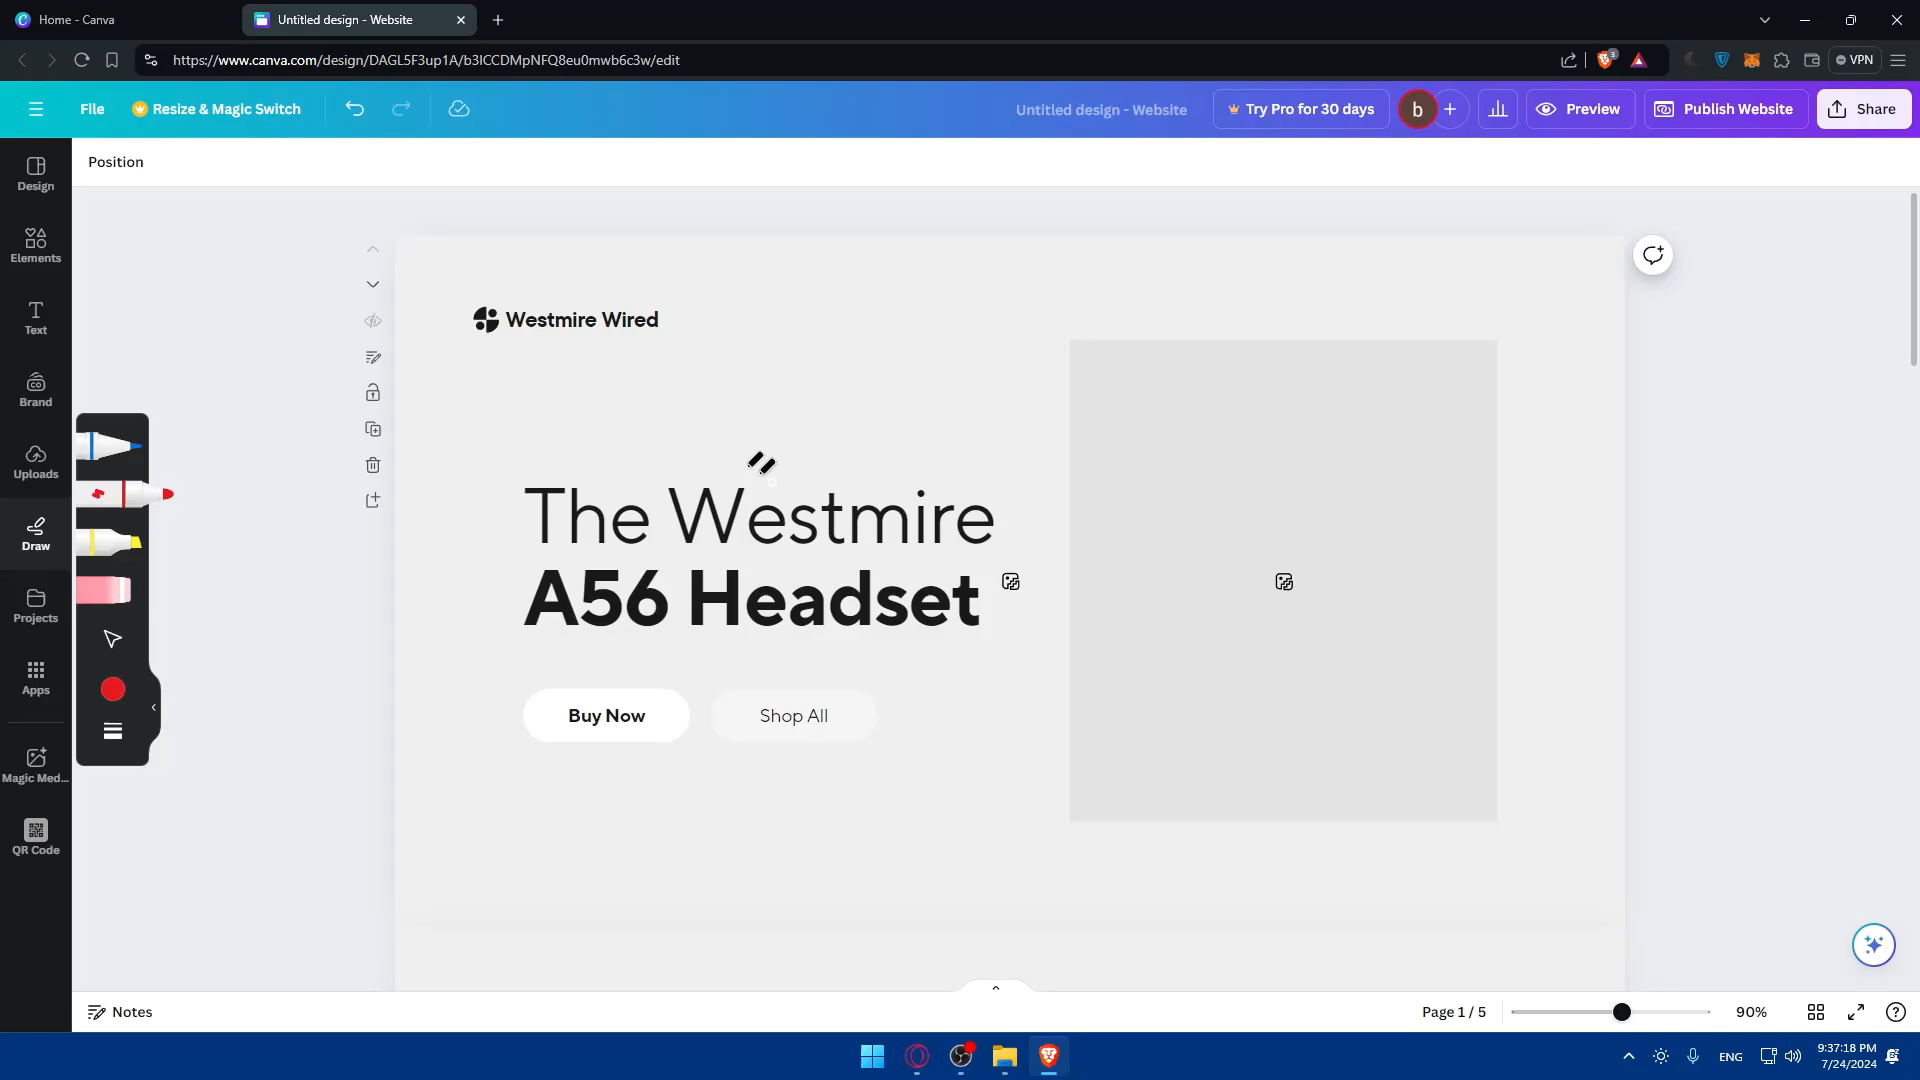 Home - Canva
Untitled design - Website
https://www.canva.com/design/DAGL5F3up1A/b3lCCDMpNFQ8eu0mwb6c3w/edit
3
VPN
File
Resize & Magic Switch
Untitled design - Website
Try Pro for 30 days
b
Preview
Publish Website
Share
Position
Design
Elements
Text
Brand
Uploads
Draw
Projects
Apps
Magic Med...
QR Code
Westmire Wired
The Westmire
A56 Headset
Buy Now
Shop All
Notes
Page 1 / 5
90%
ENG
9:37:18 PM
7/24/2024